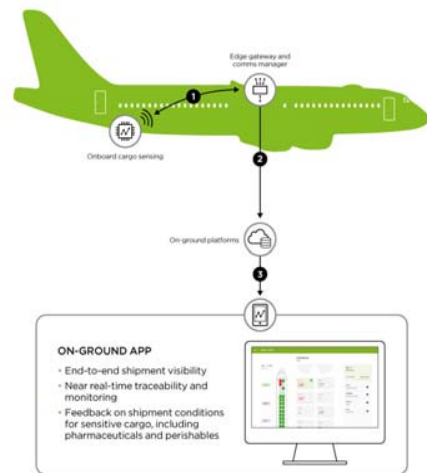 Edge gateway and
comms manager
1
Onboard cargo sensing
2
On-ground platforms
3
ON-GROUND APP
• End-to-end shipment visibility
• Near real-time traceability and
monitoring
• Feedback on shipment conditions
for sensitive cargo, including
pharmaceuticals and perishables